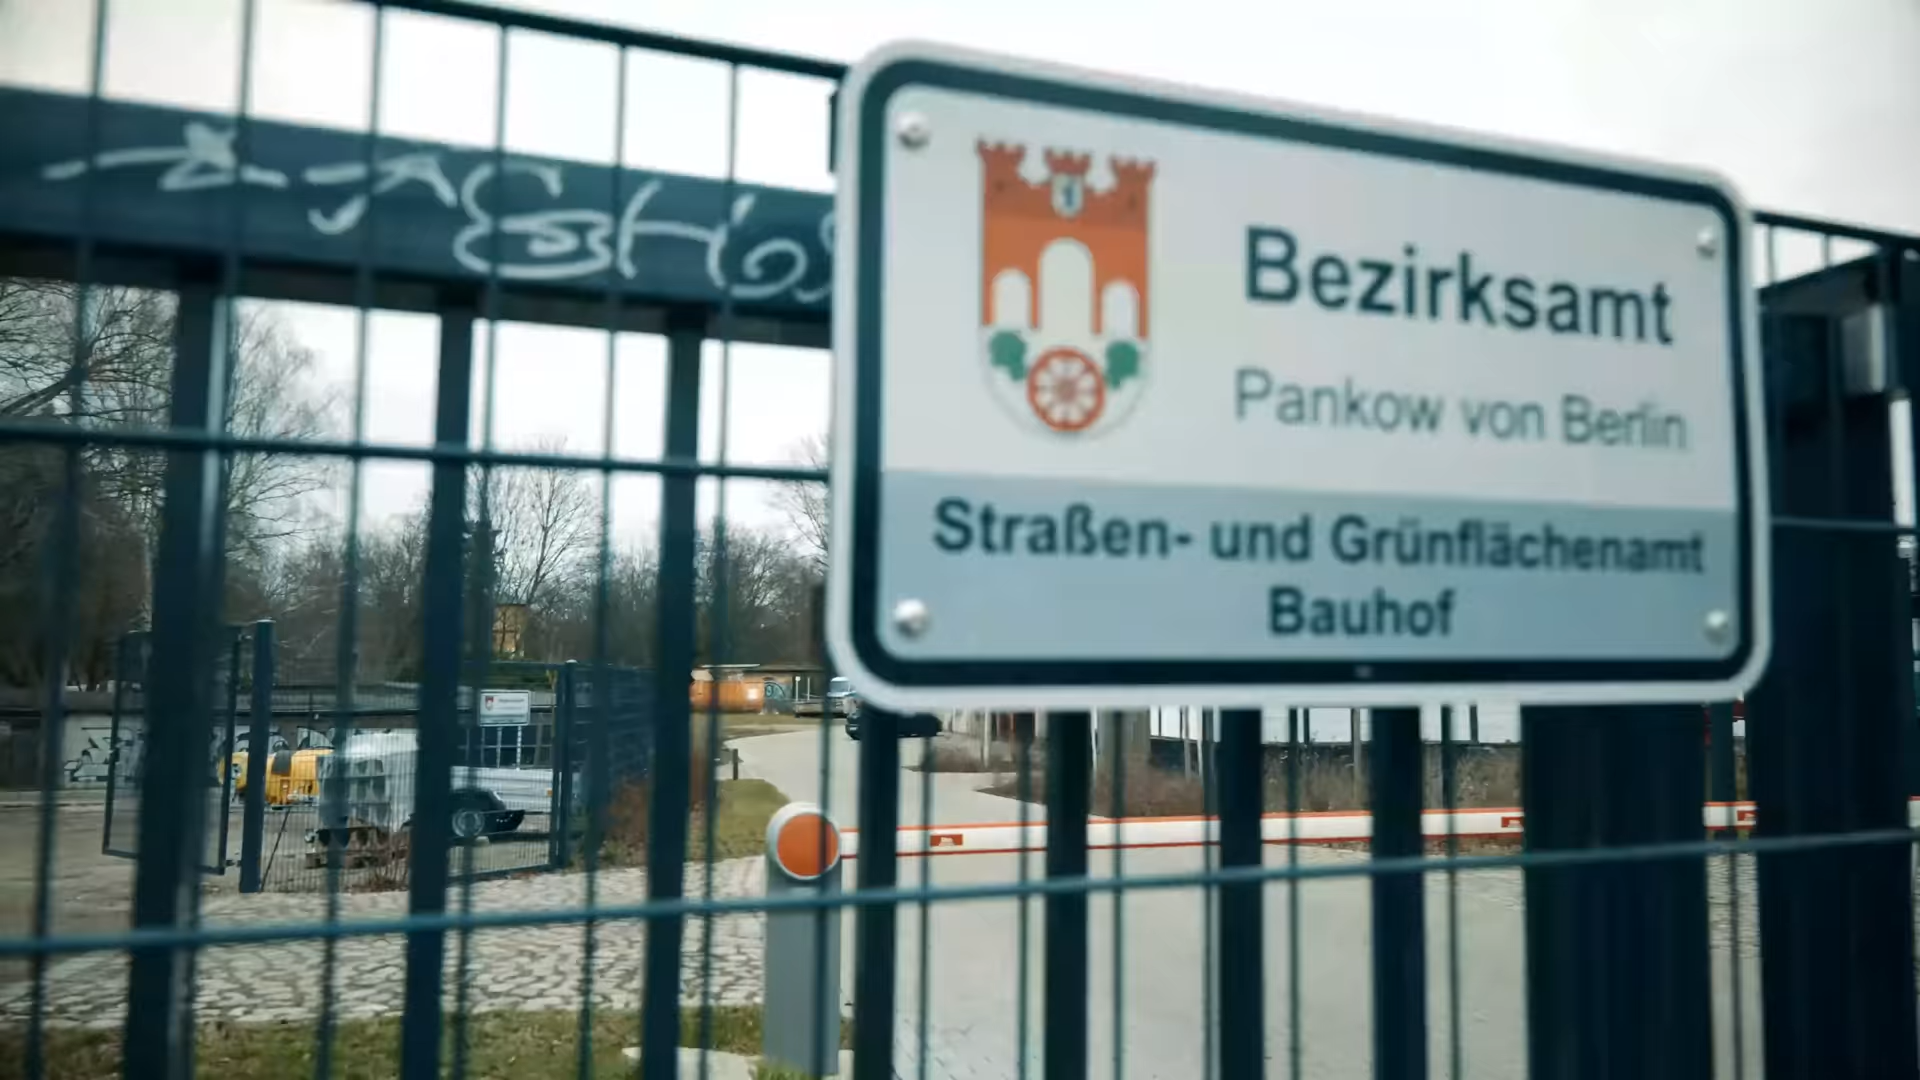 Bezirksamt
Pankow von Berlin
Straßen- und Grünflächenamt
Bauhof